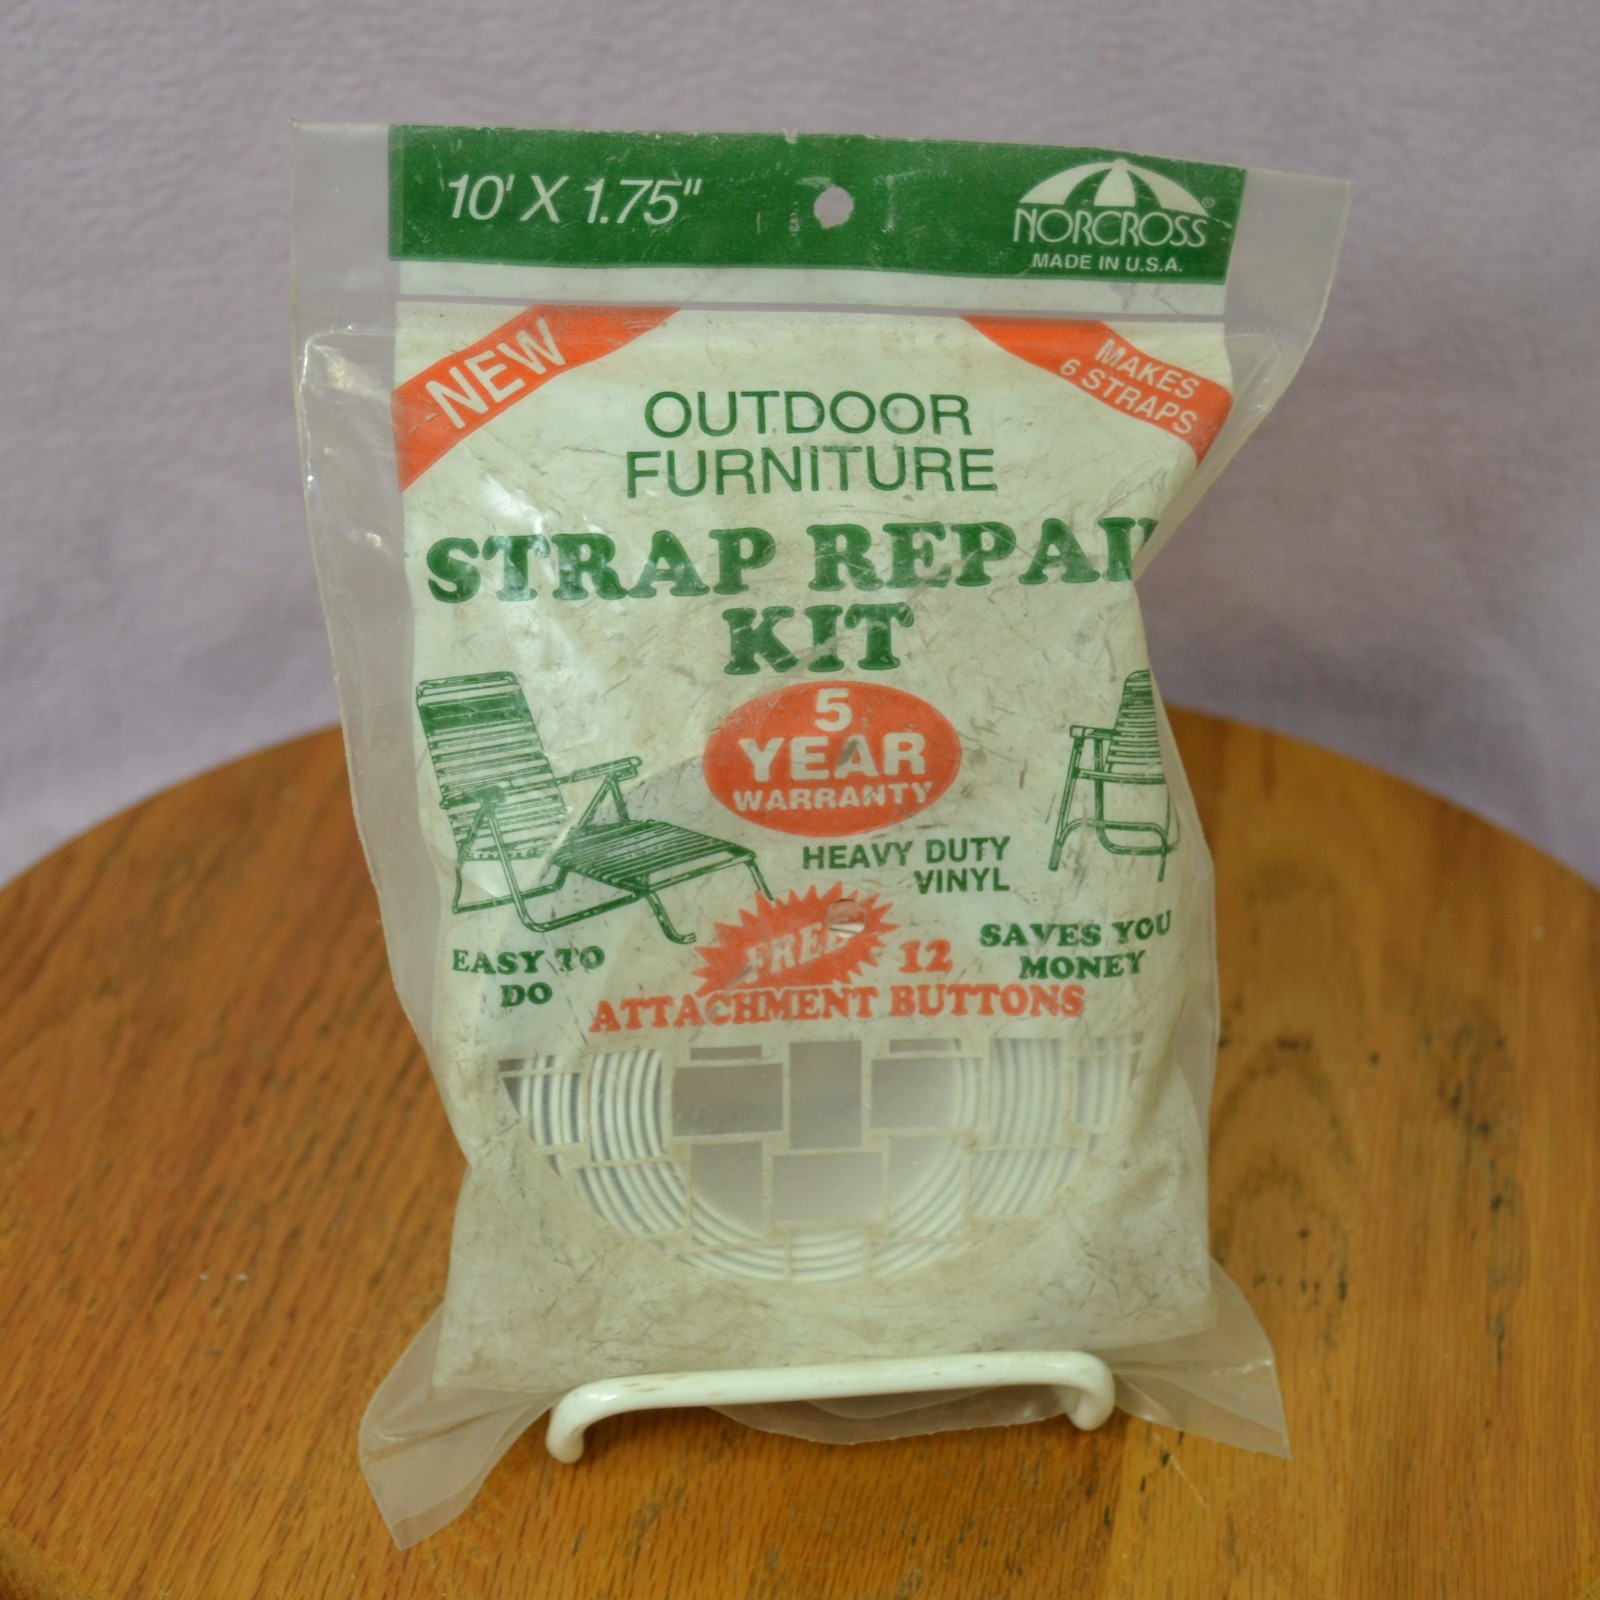 10' X 1.75"
NORCROSS®
MADE IN U.S.A.
NEW
MAKES
6 STRAPS
OUTDOOR
FURNITURE
STRAP REPAI
KIT
5
YEAR
WARRANTY
HEAVY DUTY
VINYL
EASY TO
DO
FREE 12
ATTACHMENT BUTTONS
SAVES YOU
MONEY